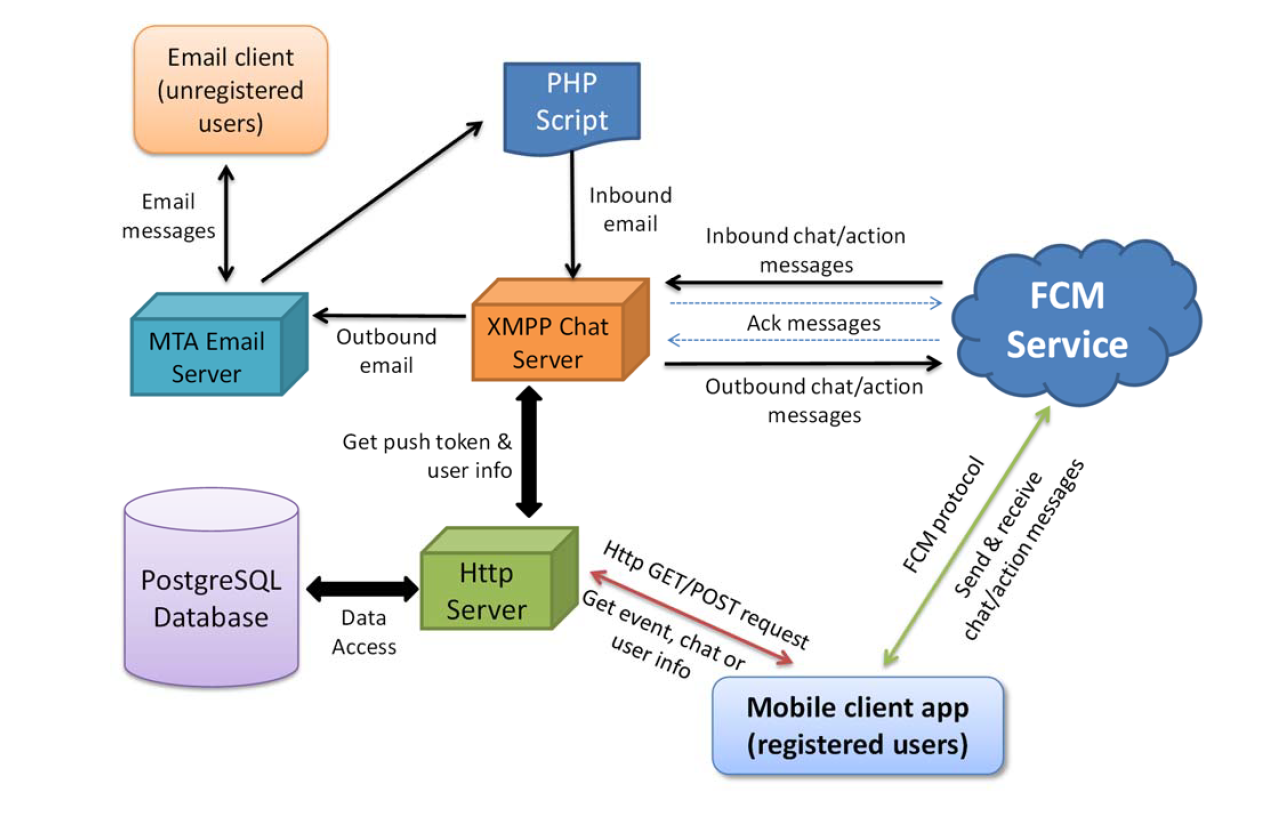 Email client
(unregistered
users)
PHP
Script
Email
messages
Inbound
email
Inbound chat/action
messages
FCM
Service
MTA Email
Server
Outbound
email
XMPP Chat
Server
Ack messages
Outbound chat/action
messages
Get push token &
user info
FCM protocol
Send & receive
chat/action messages
PostgreSQL
Database
Data
Access
Http
Server
Http GET/POST request
Get event, chat or
user info
Mobile client app
(registered users)